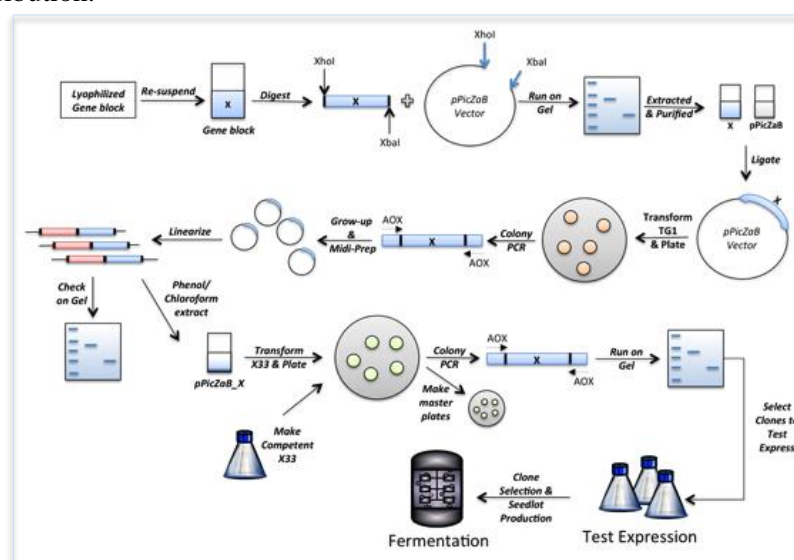 XhoI
XhoI
XbaI
Lyophilized
Gene block
Re-suspend
X
Gene block
Digest
X
XbaI
pPicZaB
Vector
Run on
Gel
Extracted
& Purified
X
pPicZaB
Ligate
X
pPicZaB
Vector
Transform
TG1
& Plate
Colony
PCR
AOX
X
AOX
Grow-up
&
Midi-Prep
Linearize
Check
on Gel
Phenol/
Chloroform
extract
pPicZaB_X
Transform
X33 & Plate
Make
Competent
X33
Colony
PCR
Make
master
plates
AOX
X
AOX
Run on
Gel
Select
Clones to
Test
Express
Test Expression
Clone
Selection &
Seedlot
Production
Fermentation